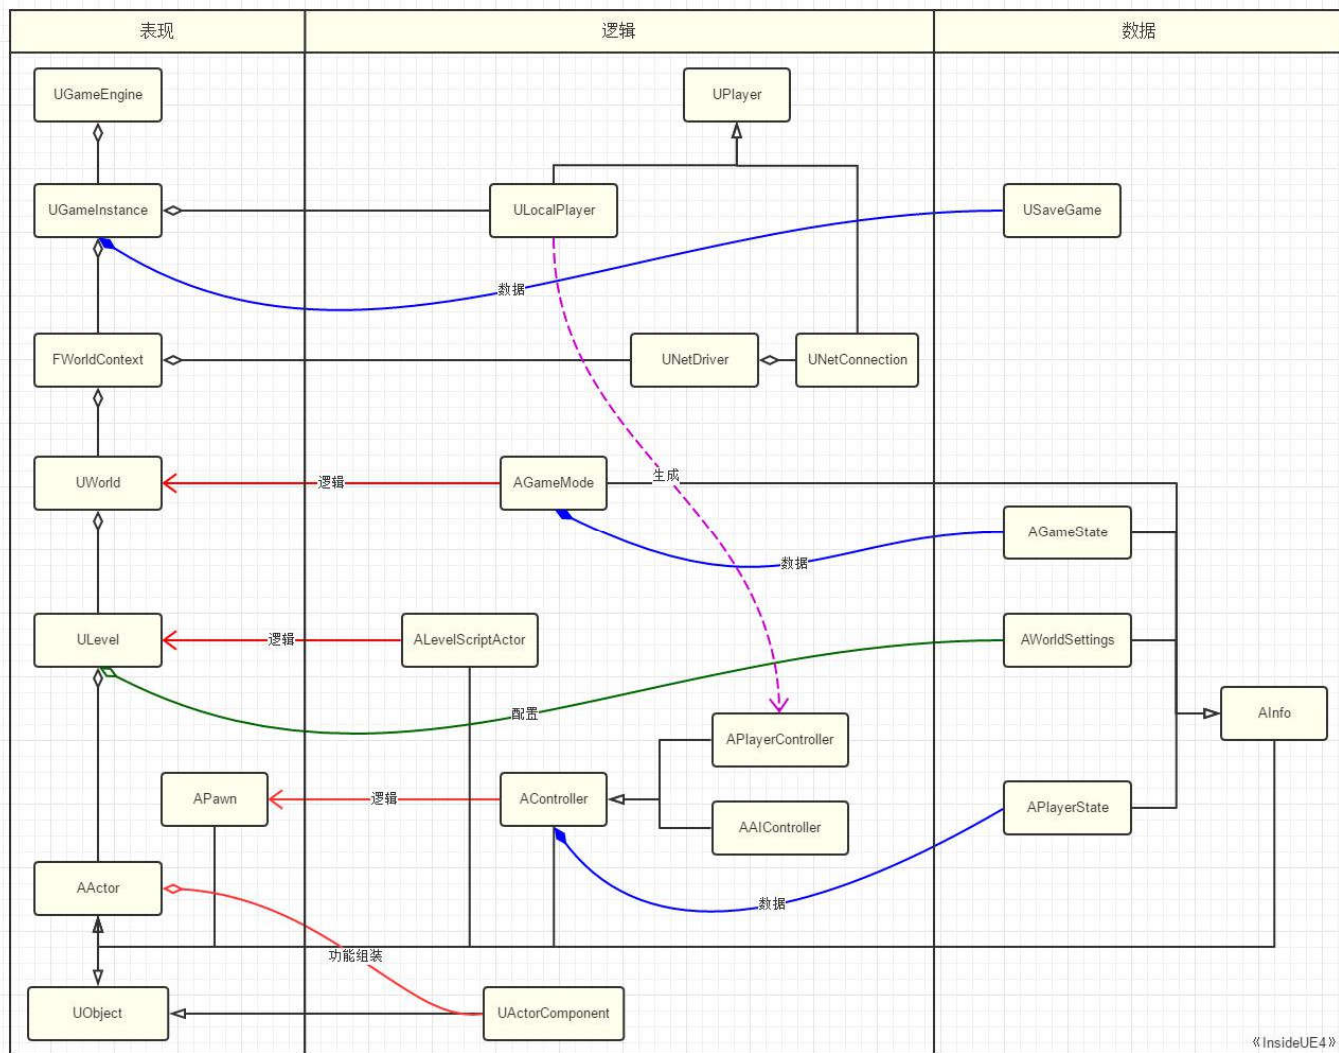 表现
逻辑
数据
UGameEngine
UPlayer
UGameInstance
ULocalPlayer
USaveGame
数据
FWorldContext
UNetDriver
UNetConnection
UWorld
逻辑
AGameMode
生成
AGameState
数据
ULevel
逻辑
ALevelScriptActor
AWorldSettings
配置
AInfo
APlayerController
APawn
逻辑
AController
APlayerState
AAIController
AActor
数据
功能组装
UObject
UActorComponent
《InsideUE4》